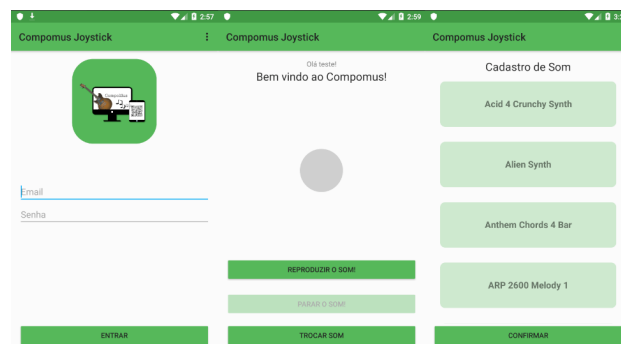 2:57
Compomus Joystick
Email
Senha
ENTRAR
2:59
Compomus Joystick
Olá teste!
Bem vindo ao Compomus!
REPRODUZIR O SOM!
PARAR O SOM!
TROCAR SOM
Compomus Joystick
Cadastro de Som
Acid 4 Crunchy Synth
Alien Synth
Anthem Chords 4 Bar
ARP 2600 Melody 1
CONFIRMAR